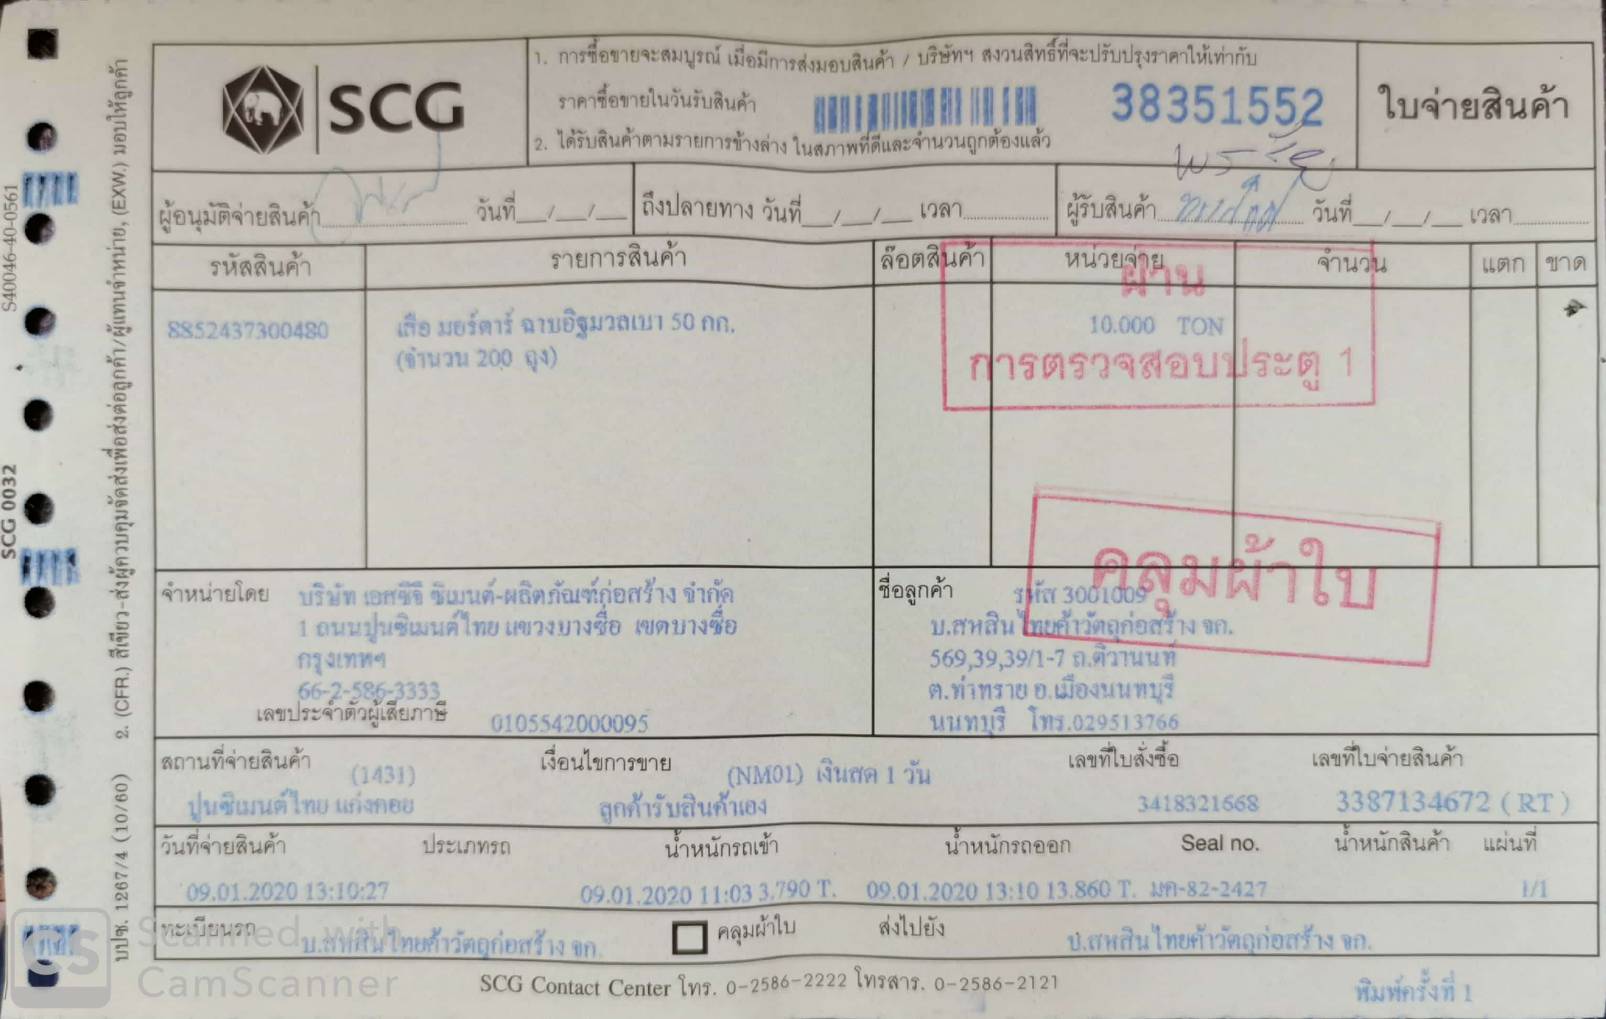 SCG
1. การซื้อขายจะสมบูรณ์ เมื่อมีการส่งมอบสินค้า / บริษัทฯ สงวนสิทธิ์ที่จะปรับปรุงราคาให้เท่ากับ
ราคาซื้อขายในวันรับสินค้า
38351552
2. ได้รับสินค้าตามรายการข้างล่าง ในสภาพที่ดีและจำนวนถูกต้องแล้ว
ใบจ่ายสินค้า
ผู้อนุมัติจ่ายสินค้า วันที่ __/__/__ ถึงปลายทาง วันที่ __/__/__ เวลา ผู้รับสินค้า วันที่ __/__/__ เวลา
รหัสสินค้า รายการสินค้า ล๊อตสินค้า หน่วยจ่าย จำนวน แตก ขาด
ผ่าน
8852437300480 เสือ มอร์ตาร์ ฉาบอิฐมวลเบา 50 กก. 10.000 TON
(จำนวน 200 ถุง)
การตรวจสอบประตู 1
คลุมผ้าใบ
จำหน่ายโดย บริษัท เอสซีจี ซิเมนต์-ผลิตภัณฑ์ก่อสร้าง จำกัด
1 ถนนปูนซิเมนต์ไทย แขวงบางซื่อ เขตบางซื่อ
กรุงเทพฯ
66-2-586-3333
เลขประจำตัวผู้เสียภาษี 0105542000095
ชื่อลูกค้า รหัส 3001009
บ.สหสินไทยค้าวัตถุก่อสร้าง จก.
569,39,39/1-7 ถ.ติวานนท์
ต.ท่าทราย อ.เมืองนนทบุรี
นนทบุรี โทร.029513766
สถานที่จ่ายสินค้า (1431) เงื่อนไขการขาย (NM01) เงินสด 1 วัน เลขที่ใบสั่งซื้อ เลขที่ใบจ่ายสินค้า
ปูนซิเมนต์ไทย แก่งคอย ลูกค้ารับสินค้าเอง 3418321668 3387134672 ( RT )
วันที่จ่ายสินค้า ประเภทรถ น้ำหนักรถเข้า น้ำหนักรถออก Seal no. น้ำหนักสินค้า แผ่นที่
09.01.2020 13:10:27 09.01.2020 11:03 3.790 T. 09.01.2020 13:10 13.860 T. มค-82-2427 1/1
ทะเบียนรถ บ.สหสินไทยค้าวัตถุก่อสร้าง จก. คลุมผ้าใบ ส่งไปยัง บ.สหสินไทยค้าวัตถุก่อสร้าง จก.
SCG Contact Center โทร. 0-2586-2222 โทรสาร. 0-2586-2121
พิมพ์ครั้งที่ 1
S40046-40-0561
SCG 0032
บปซ. 1267/4 (10/60) 2. (CFR.) สีเขียว-ส่งผู้ควบคุมจัดส่งเพื่อส่งต่อลูกค้า/ผู้แทนจำหน่าย, (EXW.) มอบให้ลูกค้า
CS Scanned with
CamScanner